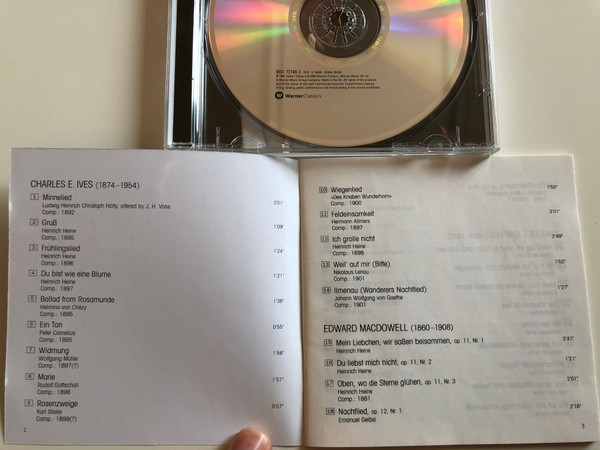 WarnerClassics
CHARLES E. IVES (1874–1954)
1 Minnelied 2'01"
Ludwig Heinrich Christoph Hölty, altered by J. H. Voss
Comp.: 1892
2 Gruß 1'09"
Heinrich Heine
Comp.: 1895
3 Frühlingslied 1'24"
Heinrich Heine
Comp.: 1896
4 Du bist wie eine Blume 1'21"
Heinrich Heine
Comp.: 1897
5 Ballad from Rosamunde 1'38"
Helmina von Chézy
Comp.: 1895
6 Ein Ton 0'55"
Peter Cornelius
Comp.: 1895
7 Widmung 1'58"
Wolfgang Müller
Comp.: 1897(?)
8 Marie 1'57"
Rudolf Gottschall
Comp.: 1896
9 Rosenzweige 0'57"
Karl Stieler
Comp.: 1899(?)
2
10 Wiegenlied 1'56"
«Des Knaben Wunderhorn»
Comp.: 1900
11 Feldeinsamkeit 3'01"
Hermann Allmers
Comp.: 1897
12 Ich grolle nicht 2'49"
Heinrich Heine
Comp.: 1898
13 Weil' auf mir (Bitte) 1'52"
Nikolaus Lenau
Comp.: 1901
14 Ilmenau (Wanderers Nachtlied) 1'27"
Johann Wolfgang von Goethe
Comp.: 1901
EDWARD MACDOWELL (1860–1908)
15 Mein Liebchen, wir saßen beisammen, op. 11, Nr. 1 3'47"
Heinrich Heine
16 Du liebst mich nicht, op. 11, Nr. 2 1'21"
Heinrich Heine
17 Oben, wo die Sterne glühen, op. 11, Nr. 3 2'01"
Heinrich Heine
Comp.: 1881
18 Nachtlied, op. 12, Nr. 1 2'16"
Emanuel Geibel
3